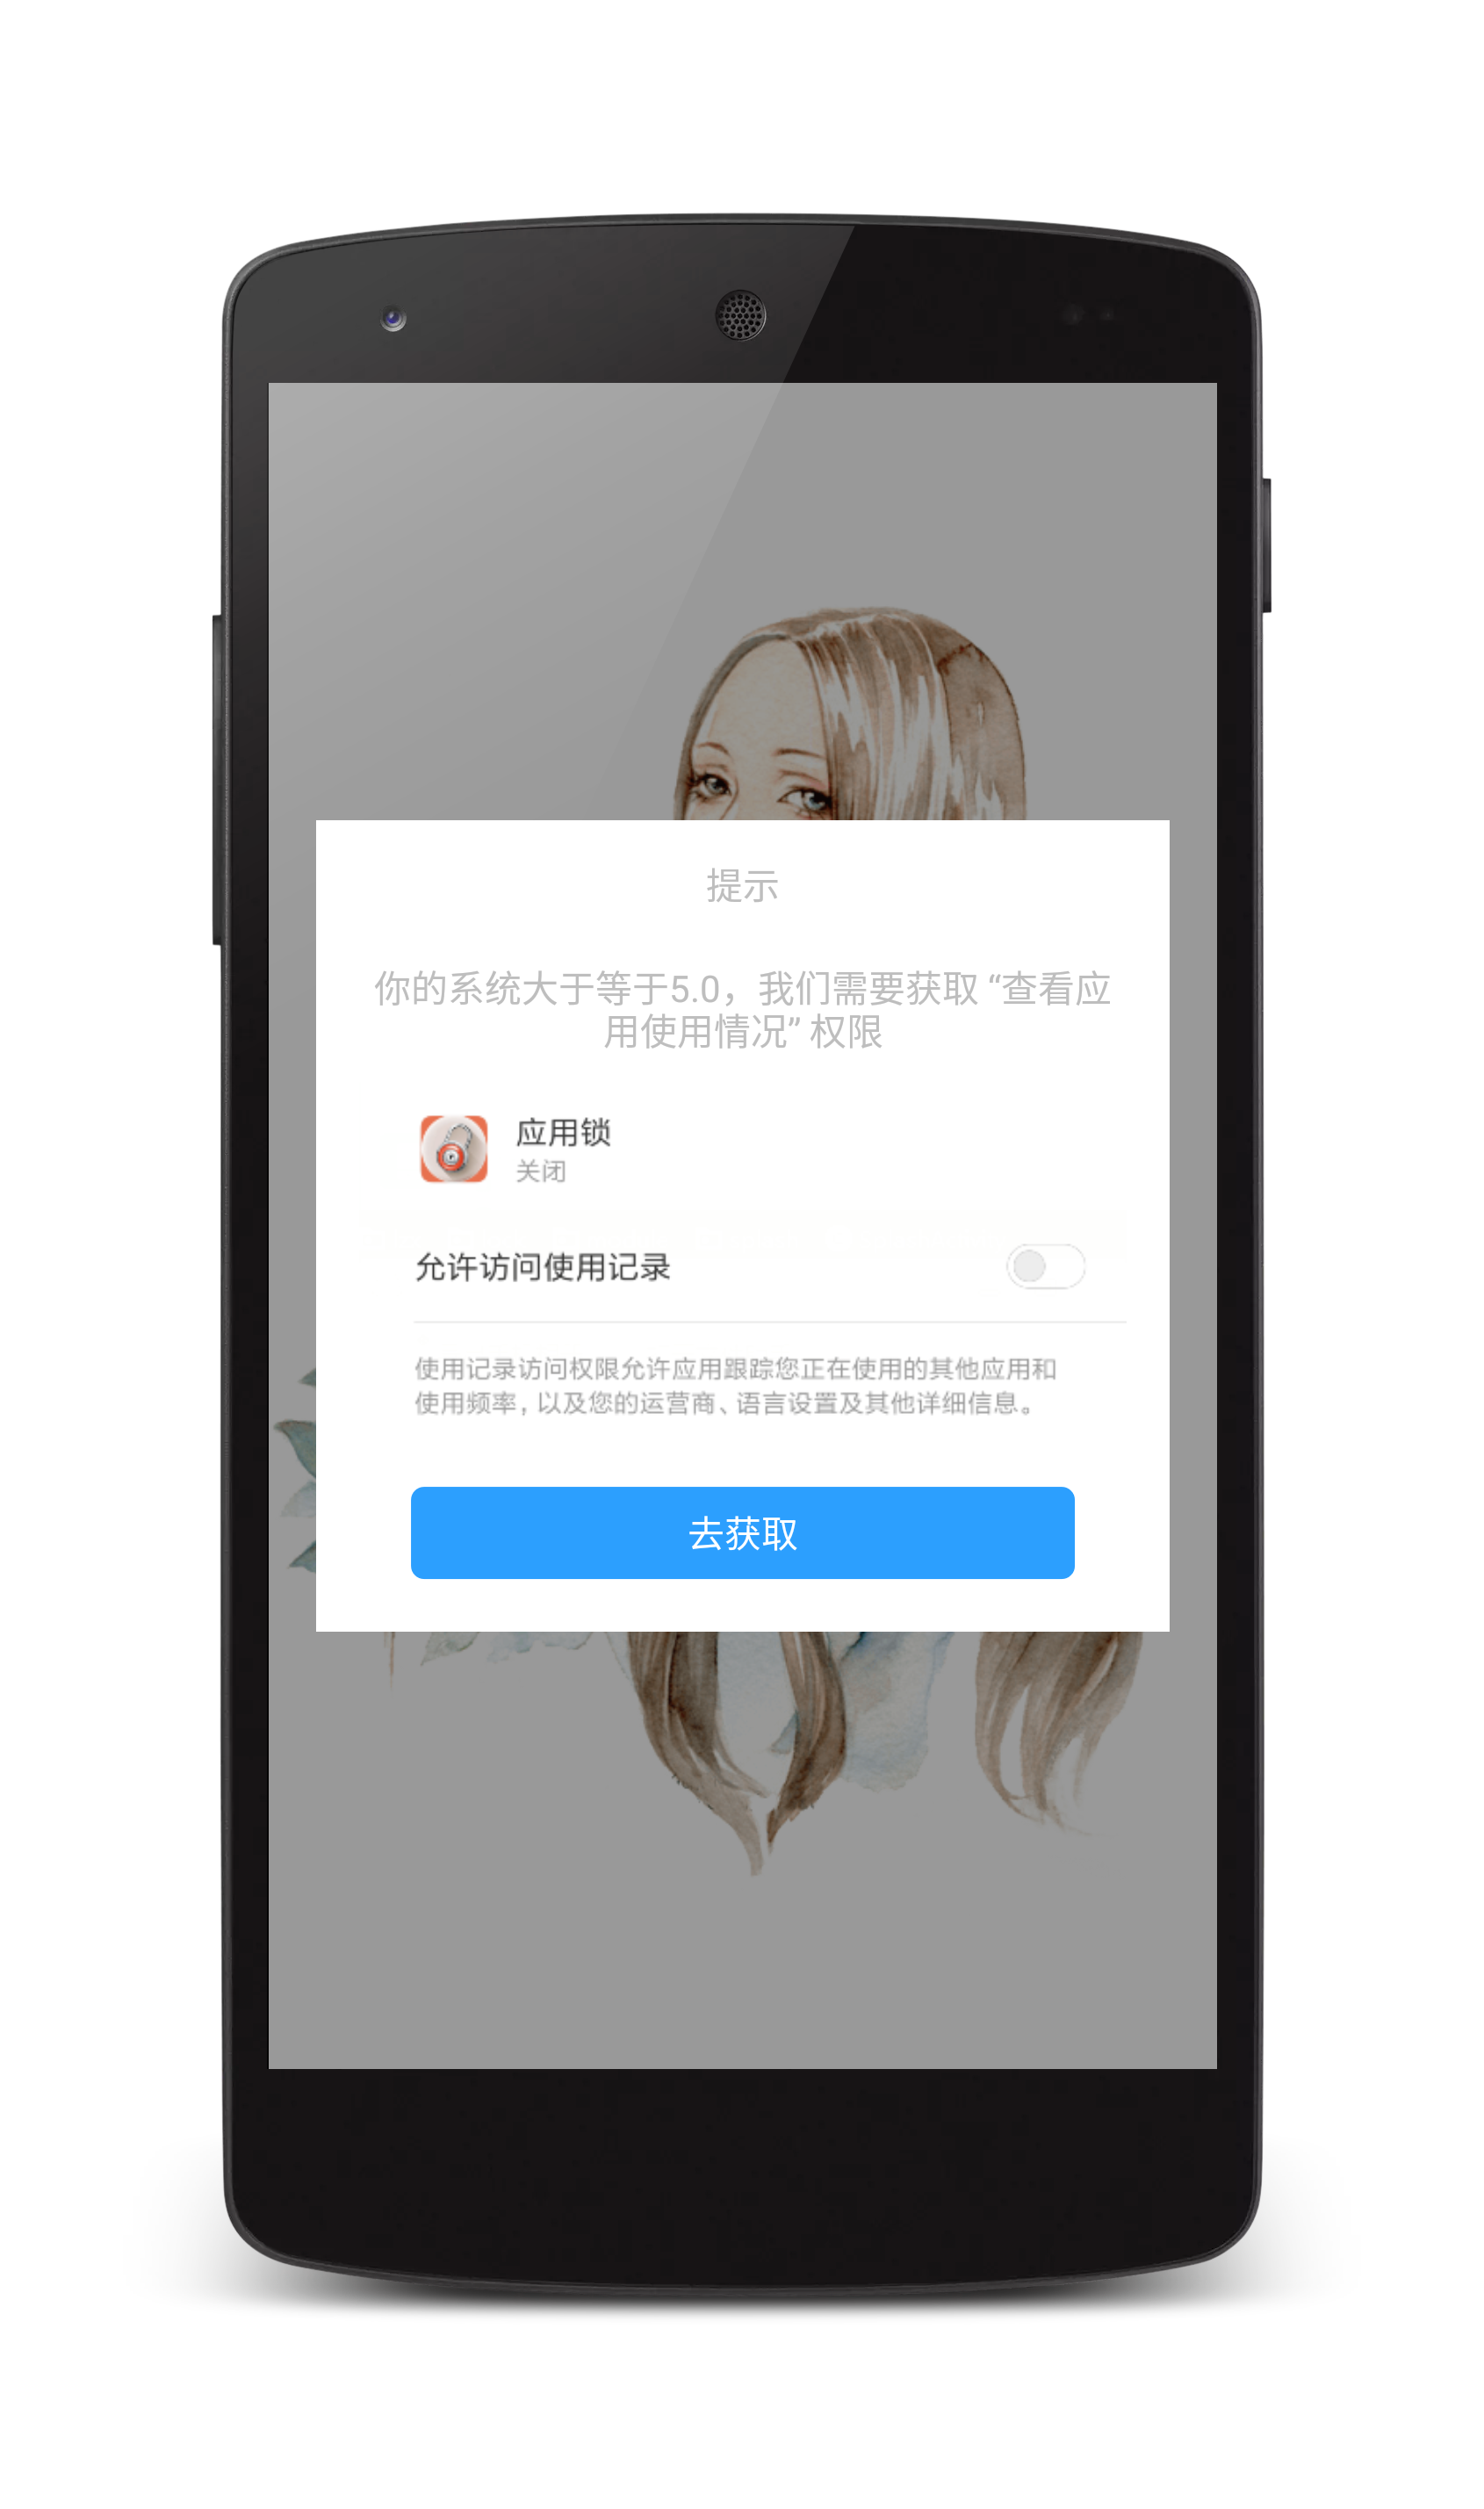 提示
你的系统大于等于5.0，我们需要获取 “查看应
用使用情况” 权限
应用锁
关闭
允许访问使用记录
使用记录访问权限允许应用跟踪您正在使用的其他应用和
使用频率，以及您的运营商、语言设置及其他详细信息。
去获取